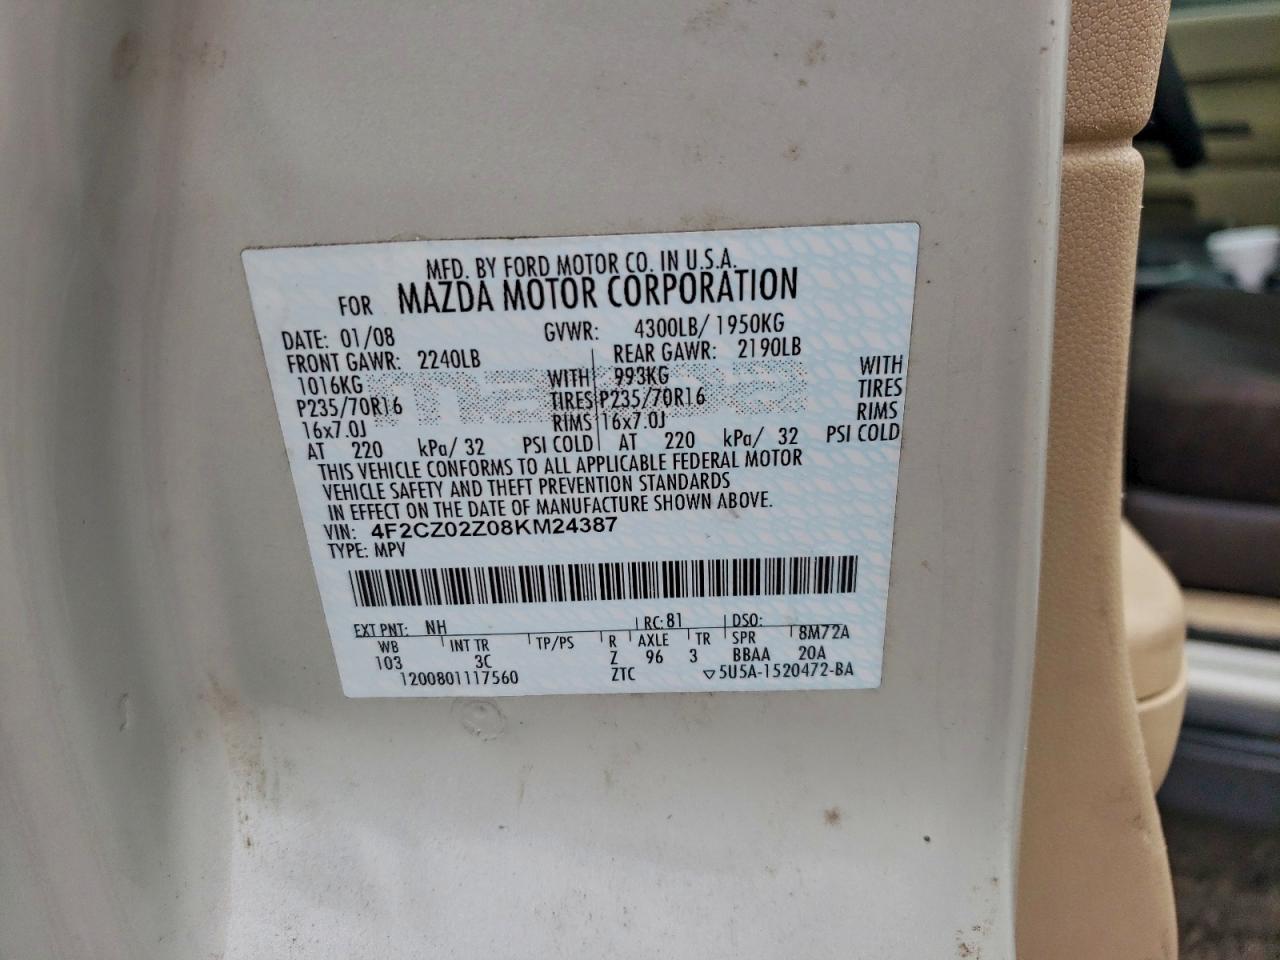 MFD. BY FORD MOTOR CO. IN U.S.A.
FOR MAZDA MOTOR CORPORATION
DATE: 01/08 GVWR: 4300LB/ 1950KG
FRONT GAWR: 2240LB REAR GAWR: 2190LB
1016KG WITH 993KG WITH
P235/70R16 TIRES P235/70R16 TIRES
16x7.0J RIMS 16x7.0J RIMS
AT 220 kPa/ 32 PSI COLD AT 220 kPa/ 32 PSI COLD
THIS VEHICLE CONFORMS TO ALL APPLICABLE FEDERAL MOTOR
VEHICLE SAFETY AND THEFT PREVENTION STANDARDS
IN EFFECT ON THE DATE OF MANUFACTURE SHOWN ABOVE.
VIN: 4F2CZ02Z08KM24387
TYPE: MPV
EXT PNT: NH RC: 81 DSO:
WB INT TR TP/PS R AXLE TR SPR 8M72A
103 3C Z 96 3 BBAA 20A
1200801117560 ZTC ▽5U5A-1520472-BA